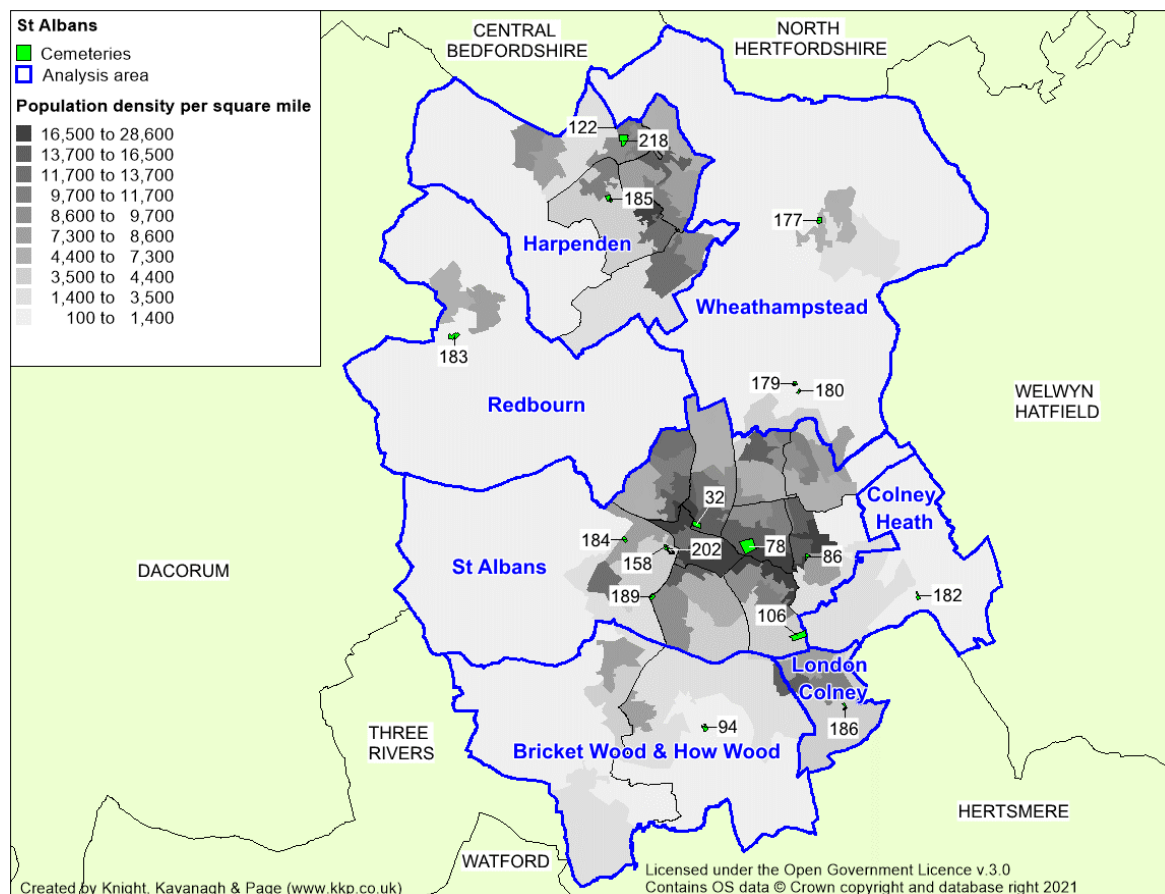 St Albans
Cemeteries
Analysis area
Population density per square mile
16,500 to 28,600
13,700 to 16,500
11,700 to 13,700
9,700 to 11,700
8,600 to 9,700
7,300 to 8,600
4,400 to 7,300
3,500 to 4,400
1,400 to 3,500
100 to 1,400
CENTRAL
BEDFORDSHIRE
NORTH
HERTFORDSHIRE
122
218
185
177
Harpenden
Wheathampstead
183
179
180
WELWYN
HATFIELD
Redbourn
Colney
Heath
32
184
78
202
158
86
St Albans
DACORUM
189
182
106
London
Colney
186
94
THREE
RIVERS
Bricket Wood & How Wood
HERTSMERE
WATFORD
Created by Knight, Kavanagh & Page (www.kkp.co.uk)
Licensed under the Open Government Licence v.3.0
Contains OS data © Crown copyright and database right 2021